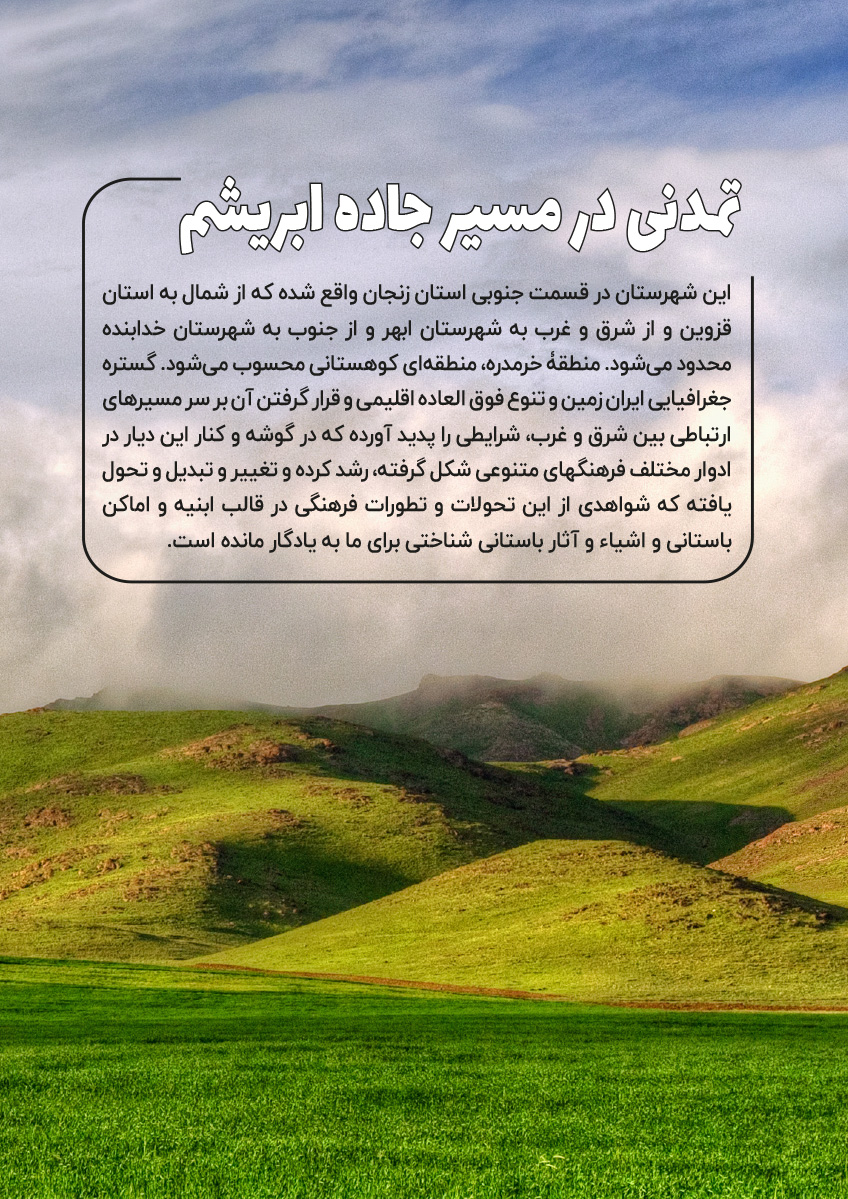 تمدنی در مسیر جاده ابریشم
این شهرستان در قسمت جنوبی استان زنجان واقع شده که از شمال به استان
قزوین و از شرق و غرب به شهرستان ابهر و از جنوب به شهرستان خدابنده
محدود می‌شود. منطقهٔ خرمدره، منطقه‌ای کوهستانی محسوب می‌شود. گستره
جغرافیایی ایران زمین و تنوع فوق العاده اقلیمی و قرار گرفتن آن بر سر مسیرهای
ارتباطی بین شرق و غرب، شرایطی را پدید آورده که در گوشه و کنار این دیار در
ادوار مختلف فرهنگهای متنوعی شکل گرفته، رشد کرده و تغییر و تبدیل و تحول
یافته که شواهدی از این تحولات و تطورات فرهنگی در قالب ابنیه و اماکن
باستانی و اشیاء و آثار باستانی شناختی برای ما به یادگار مانده است.